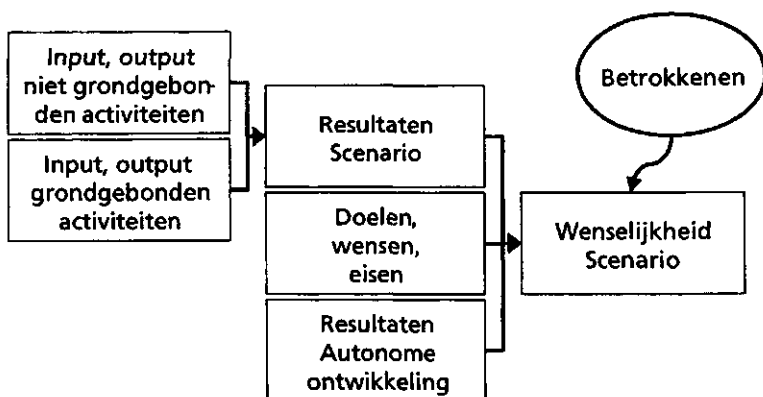 Input, output
niet grondgebon-
den activiteiten
Input, output
grondgebonden
activiteiten
Resultaten
Scenario
Doelen,
wensen,
eisen
Resultaten
Autonome
ontwikkeling
Betrokkenen
Wenselijkheid
Scenario